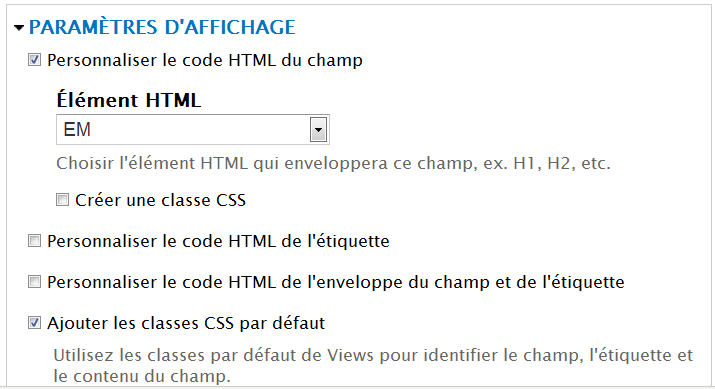 PARAMÈTRES D'AFFICHAGE
Personnaliser le code HTML du champ
Élément HTML
EM
Choisir l'élément HTML qui enveloppera ce champ, ex. H1, H2, etc.
Créer une classe CSS
Personnaliser le code HTML de l'étiquette
Personnaliser le code HTML de l'enveloppe du champ et de l'étiquette
Ajouter les classes CSS par défaut
Utilisez les classes par défaut de Views pour identifier le champ, l'étiquette et
le contenu du champ.